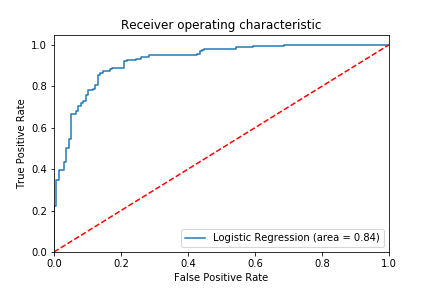 Receiver operating characteristic
True Positive Rate
1.0
0.8
0.6
0.4
0.2
0.0
Logistic Regression (area = 0.84)
0.0 0.2 0.4 0.6 0.8 1.0
False Positive Rate